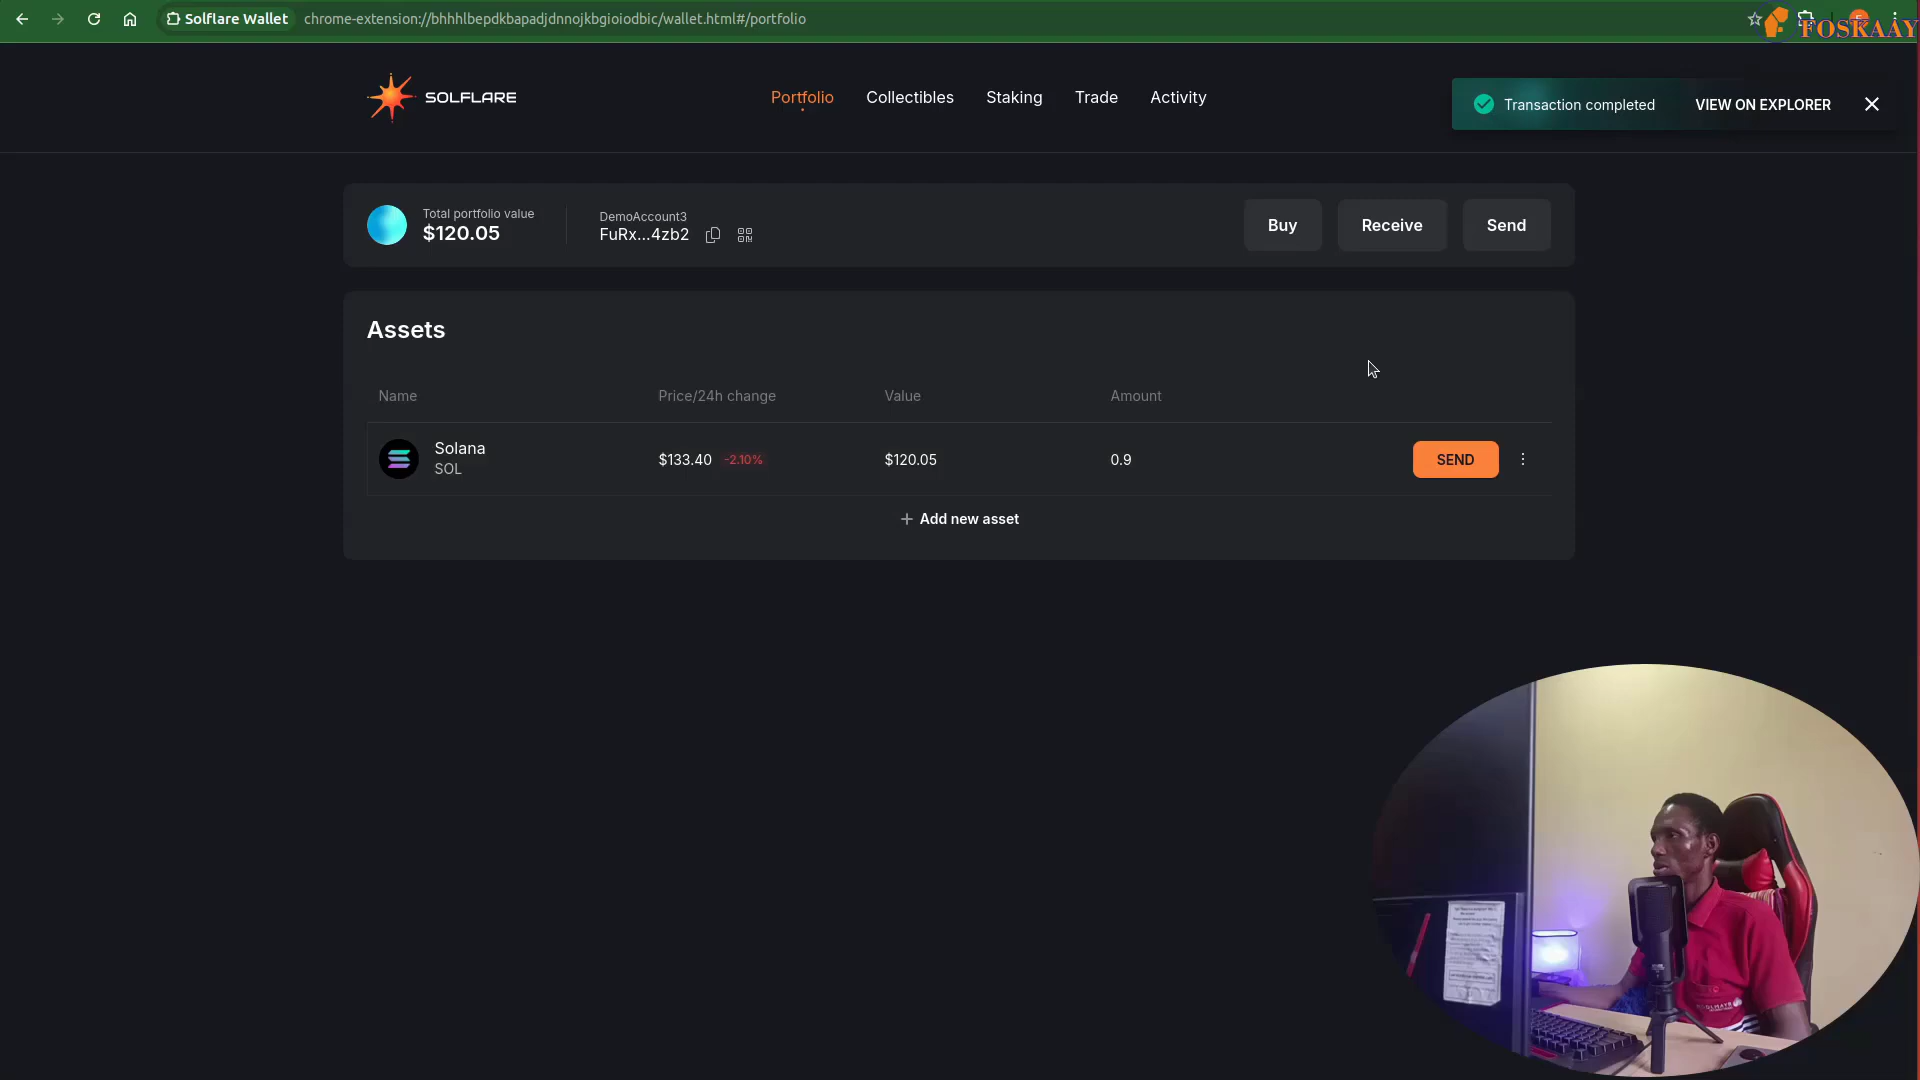 Solflare Wallet chrome-extension://bhhhlbepdkbapadjdnnojkbgioiodbic/wallet.html#/portfolio
FOSKAAY
SOLFLARE
Portfolio Collectibles Staking Trade Activity
Transaction completed VIEW ON EXPLORER
Total portfolio value
$120.05
DemoAccount3
FuRx...4zb2
Buy Receive Send
Assets
Name Price/24h change Value Amount
Solana
SOL
$133.40 -2.10% $120.05 0.9 SEND
Add new asset